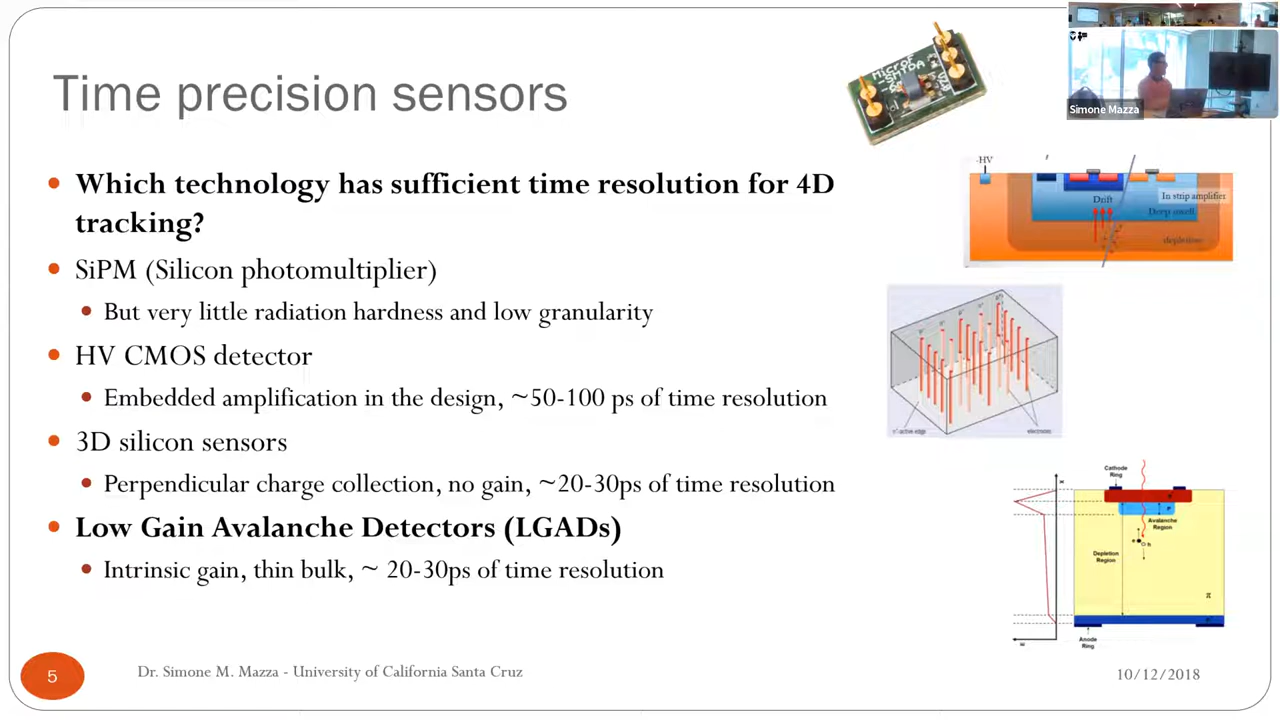 Time precision sensors
Which technology has sufficient time resolution for 4D
tracking?
SiPM (Silicon photomultiplier)
But very little radiation hardness and low granularity
HV CMOS detector
Embedded amplification in the design, ~50-100 ps of time resolution
3D silicon sensors
Perpendicular charge collection, no gain, ~20-30ps of time resolution
Low Gain Avalanche Detectors (LGADs)
Intrinsic gain, thin bulk, ~ 20-30ps of time resolution
Simone Mazza
-HV
In strip amplifier
Drift
Deep nwell
depletion
electrons
Cathode
Ring
Avalanche
Region
Depletion
Region
Anode
Ring
5
Dr. Simone M. Mazza - University of California Santa Cruz
10/12/2018